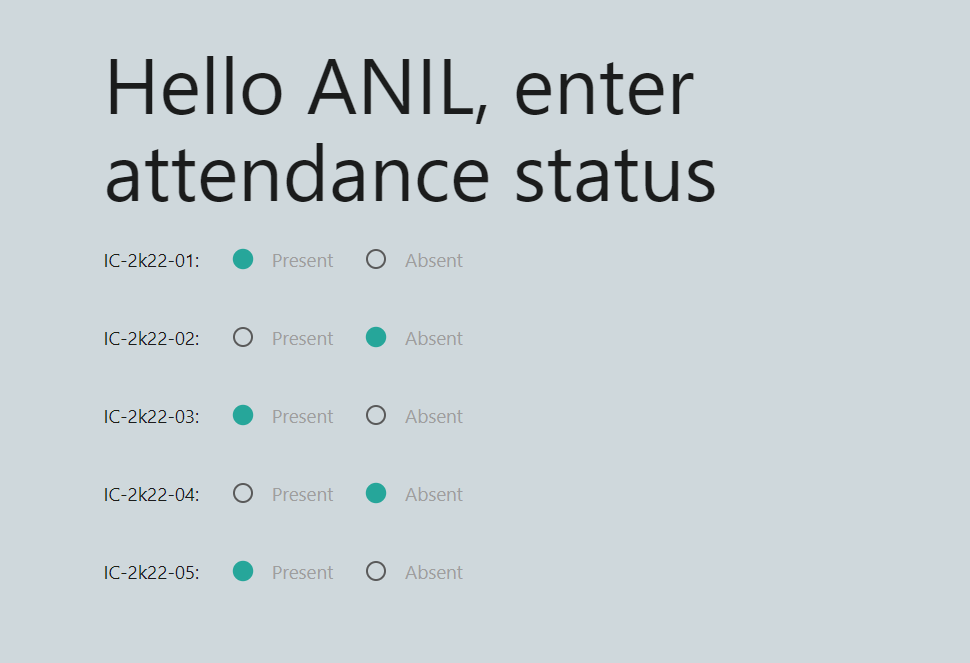 Hello ANIL, enter
attendance status
IC-2k22-01: Present Absent
IC-2k22-02: Present Absent
IC-2k22-03: Present Absent
IC-2k22-04: Present Absent
IC-2k22-05: Present Absent